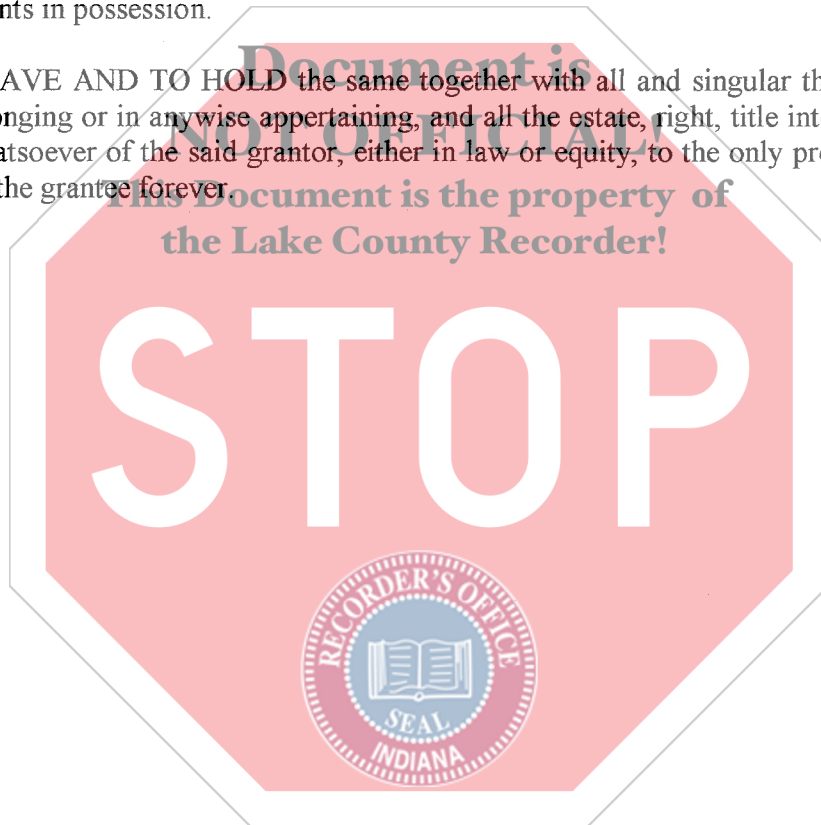 nts in possession.
Document is
AVE AND TO HOLD the same together with all and singular th
onging or in anywise appertaining, and all the estate, right, title int
NOT OFFICIAL!
atsoever of the said grantor, either in law or equity, to the only pr
the grantee forever.
This Document is the property of
the Lake County Recorder!
STOP
RECORDER'S OFFICE
SEAL
INDIANA